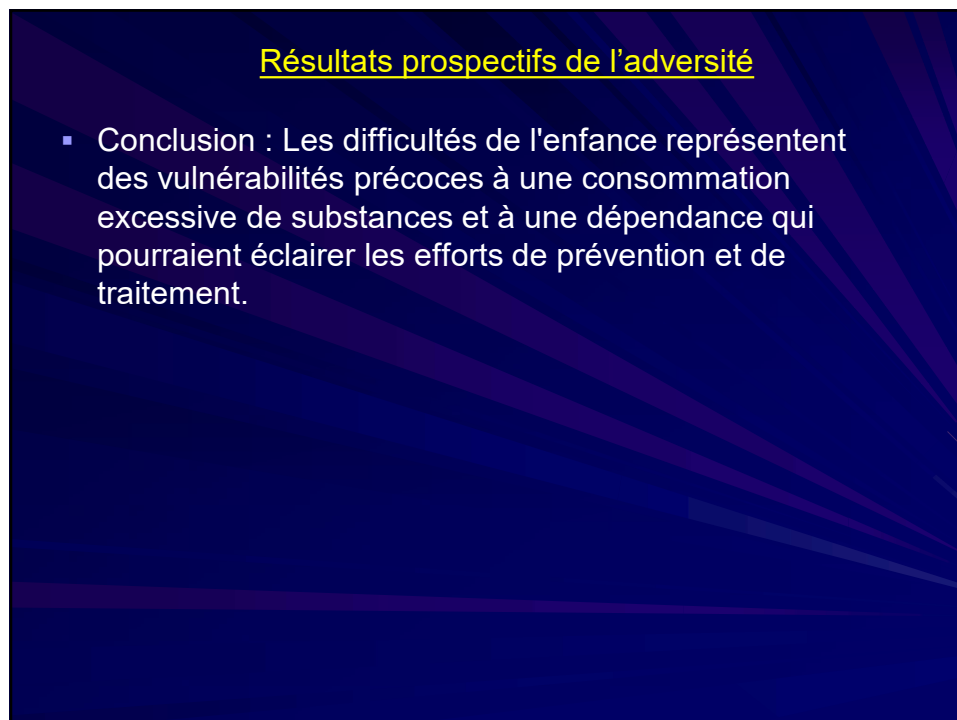 Résultats prospectifs de l’adversité
▪ Conclusion : Les difficultés de l'enfance représentent
des vulnérabilités précoces à une consommation
excessive de substances et à une dépendance qui
pourraient éclairer les efforts de prévention et de
traitement.